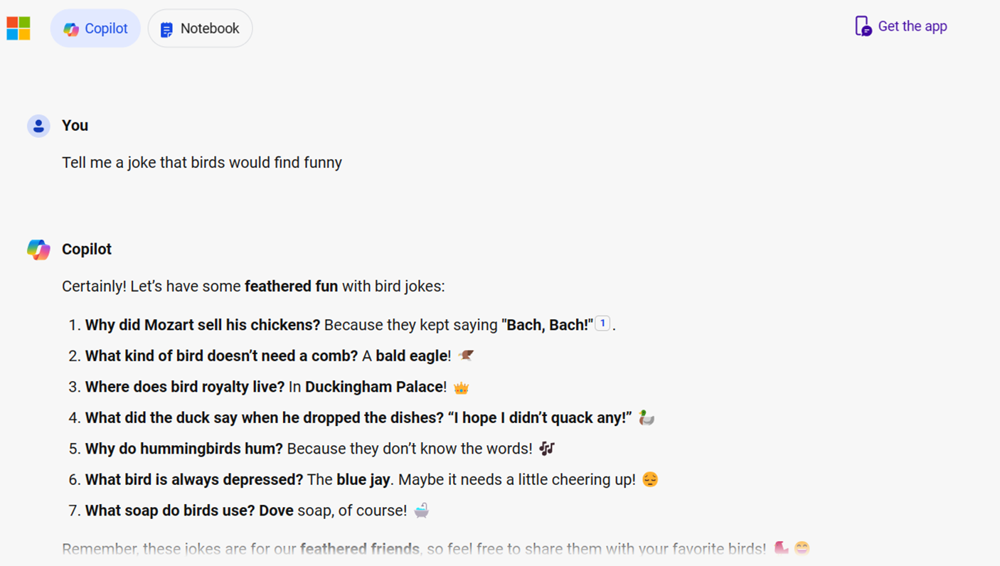 Copilot Notebook Get the app
You
Tell me a joke that birds would find funny
Copilot
Certainly! Let’s have some feathered fun with bird jokes:
1. Why did Mozart sell his chickens? Because they kept saying "Bach, Bach!" 1 .
2. What kind of bird doesn’t need a comb? A bald eagle!
3. Where does bird royalty live? In Duckingham Palace!
4. What did the duck say when he dropped the dishes? “I hope I didn’t quack any!”
5. Why do hummingbirds hum? Because they don’t know the words! 🎶
6. What bird is always depressed? The blue jay. Maybe it needs a little cheering up! 😔
7. What soap do birds use? Dove soap, of course! 🛁
Remember, these jokes are for our feathered friends, so feel free to share them with your favorite birds!